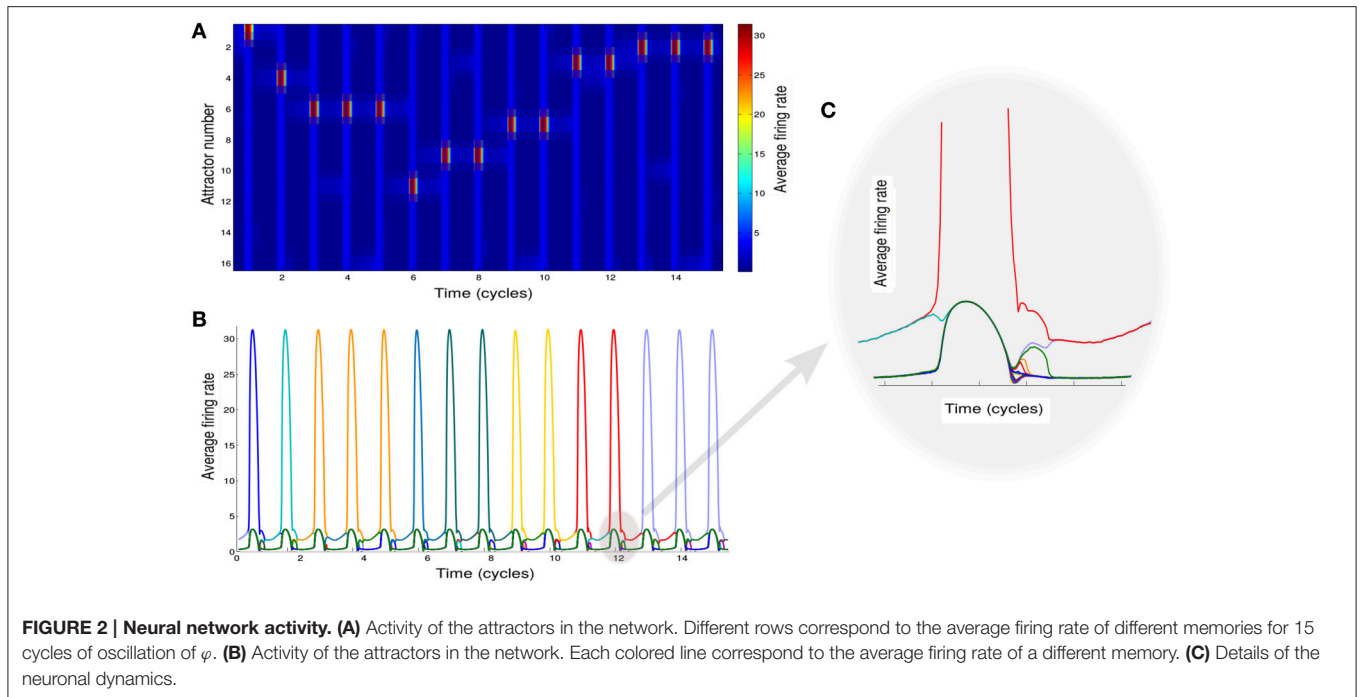 A
Attractor number
2
4
6
8
10
12
14
16
2
4
6
8
10
12
14
Time (cycles)
30
25
20
15
10
5
Average firing rate
B
Average firing rate
30
25
20
15
10
5
0
0
2
4
6
8
10
12
14
Time (cycles)
C
Average firing rate
Time (cycles)
FIGURE 2 | Neural network activity. (A) Activity of the attractors in the network. Different rows correspond to the average firing rate of different memories for 15
cycles of oscillation of φ. (B) Activity of the attractors in the network. Each colored line correspond to the average firing rate of a different memory. (C) Details of the
neuronal dynamics.